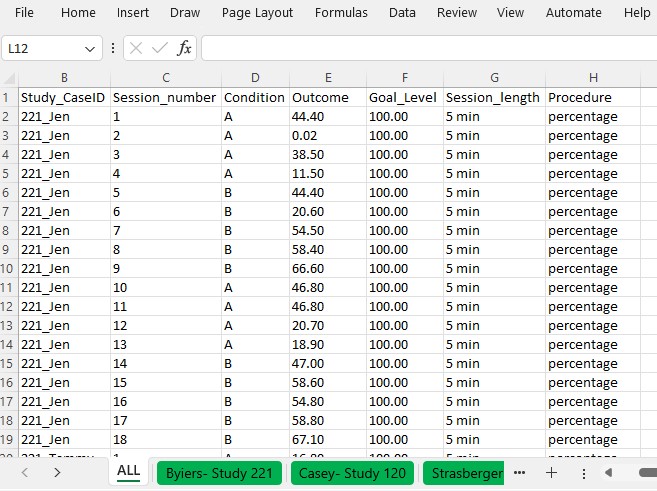 File Home Insert Draw Page Layout Formulas Data Review View Automate Help
L12 fx
B C D E F G H
1 Study_CaseID Session_number Condition Outcome Goal_Level Session_length Procedure
2 221_Jen 1 A 44.40 100.00 5 min percentage
3 221_Jen 2 A 0.02 100.00 5 min percentage
4 221_Jen 3 A 38.50 100.00 5 min percentage
5 221_Jen 4 A 11.50 100.00 5 min percentage
6 221_Jen 5 B 44.40 100.00 5 min percentage
7 221_Jen 6 B 20.60 100.00 5 min percentage
8 221_Jen 7 B 54.50 100.00 5 min percentage
9 221_Jen 8 B 58.40 100.00 5 min percentage
10 221_Jen 9 B 66.60 100.00 5 min percentage
11 221_Jen 10 A 46.80 100.00 5 min percentage
12 221_Jen 11 A 46.80 100.00 5 min percentage
13 221_Jen 12 A 20.70 100.00 5 min percentage
14 221_Jen 13 A 18.90 100.00 5 min percentage
15 221_Jen 14 B 47.00 100.00 5 min percentage
16 221_Jen 15 B 58.60 100.00 5 min percentage
17 221_Jen 16 B 54.80 100.00 5 min percentage
18 221_Jen 17 B 58.80 100.00 5 min percentage
19 221_Jen 18 B 67.10 100.00 5 min percentage
ALL Byiers- Study 221 Casey- Study 120 Strasberger